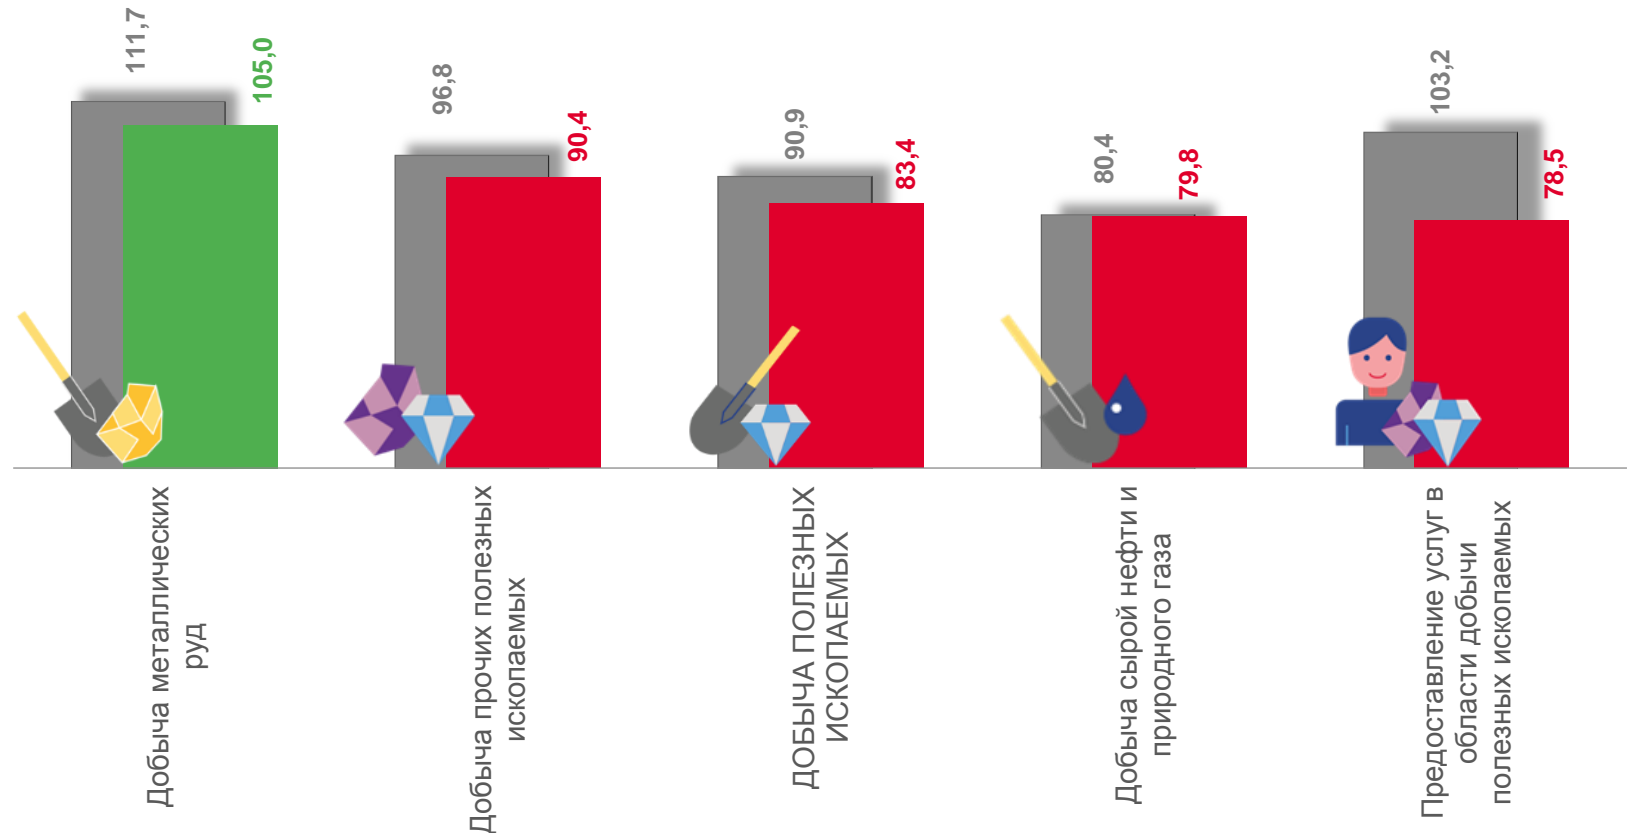 111,7
105,0
96,8
90,4
90,9
83,4
80,4
79,8
103,2
78,5
Добыча металлических
руд
Добыча прочих полезных
ископаемых
ДОБЫЧА ПОЛЕЗНЫХ
ИСКОПАЕМЫХ
Добыча сырой нефти и
природного газа
Предоставление услуг в
области добычи
полезных ископаемых